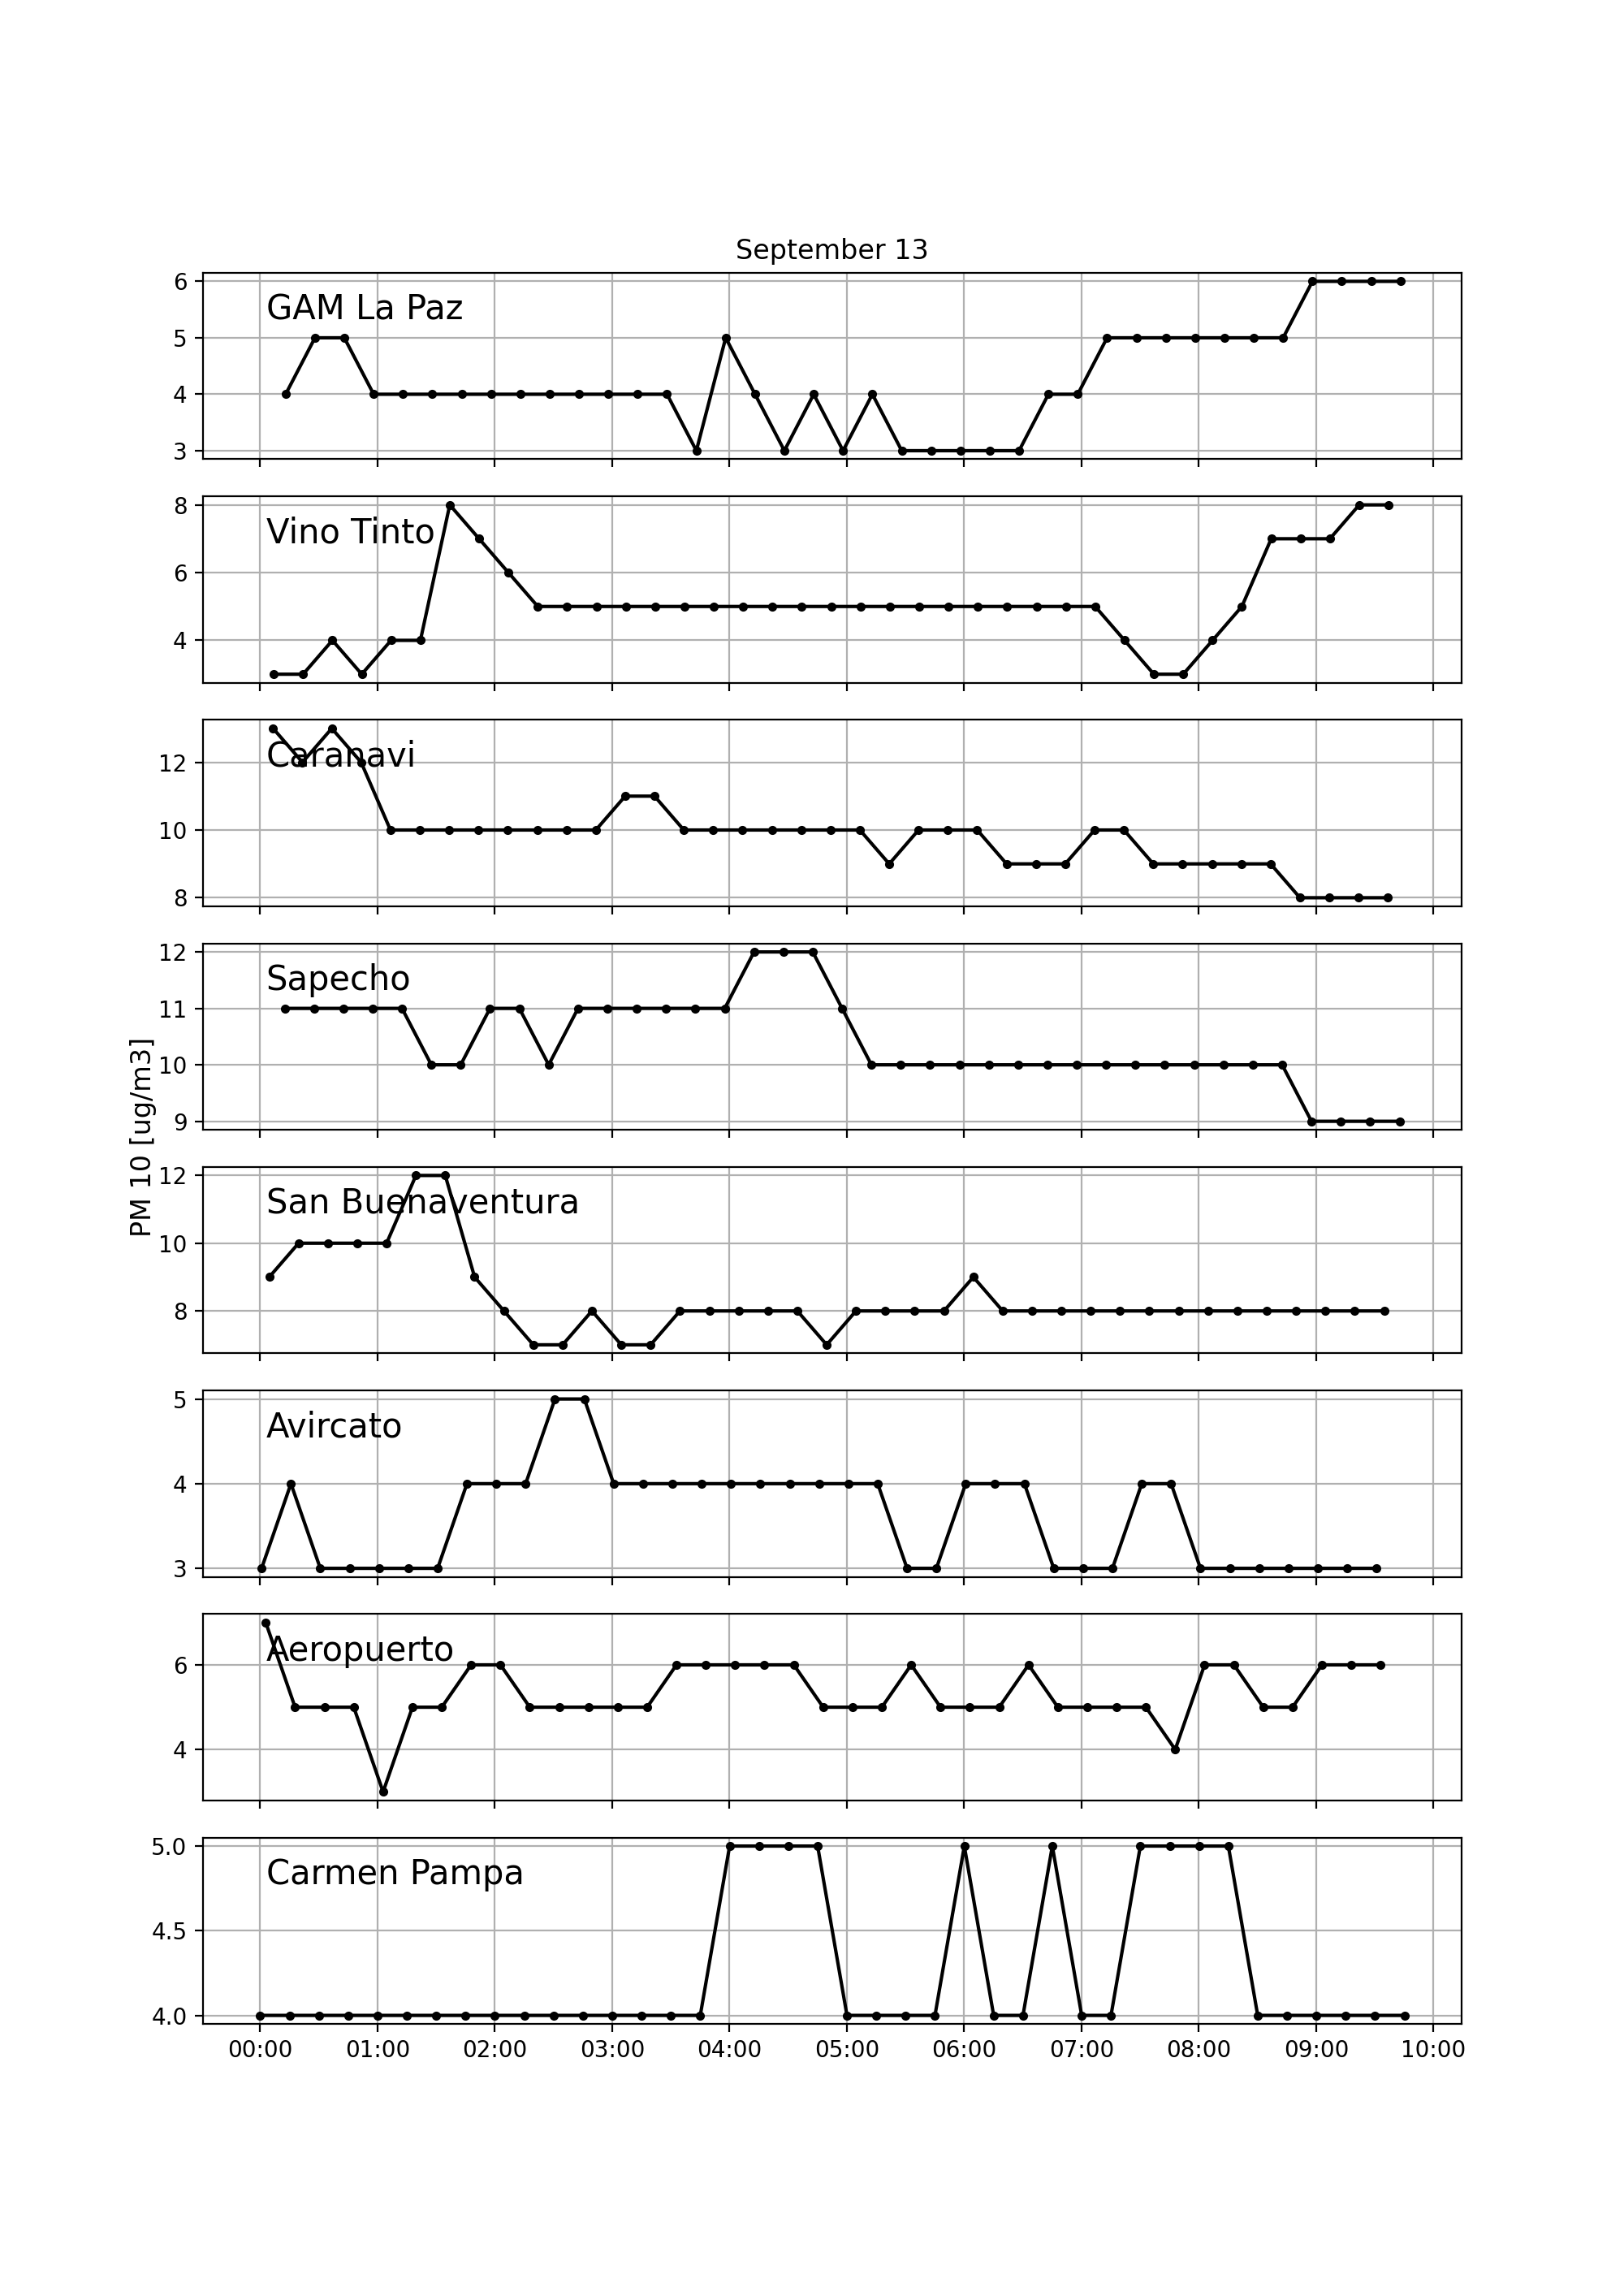 September 13
PM 10 [ug/m3]
GAM La Paz
6
5
4
3
Vino Tinto
8
6
4
Caranavi
12
10
8
Sapecho
12
11
10
9
San Buenaventura
12
10
8
Avircato
5
4
3
Aeropuerto
6
4
Carmen Pampa
5.0
4.5
4.0
00:00 01:00 02:00 03:00 04:00 05:00 06:00 07:00 08:00 09:00 10:00